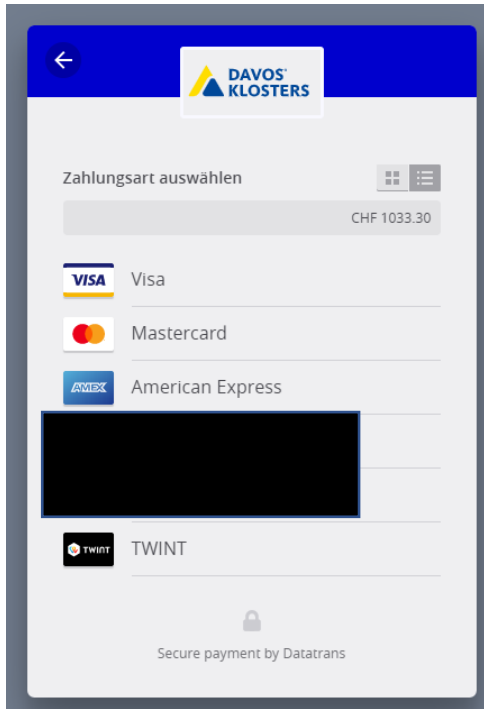 DAVOS
KLOSTERS
Zahlungsart auswählen
CHF 1033.30
VISA Visa
Mastercard
AMEX American Express
TWINT TWINT
Secure payment by Datatrans